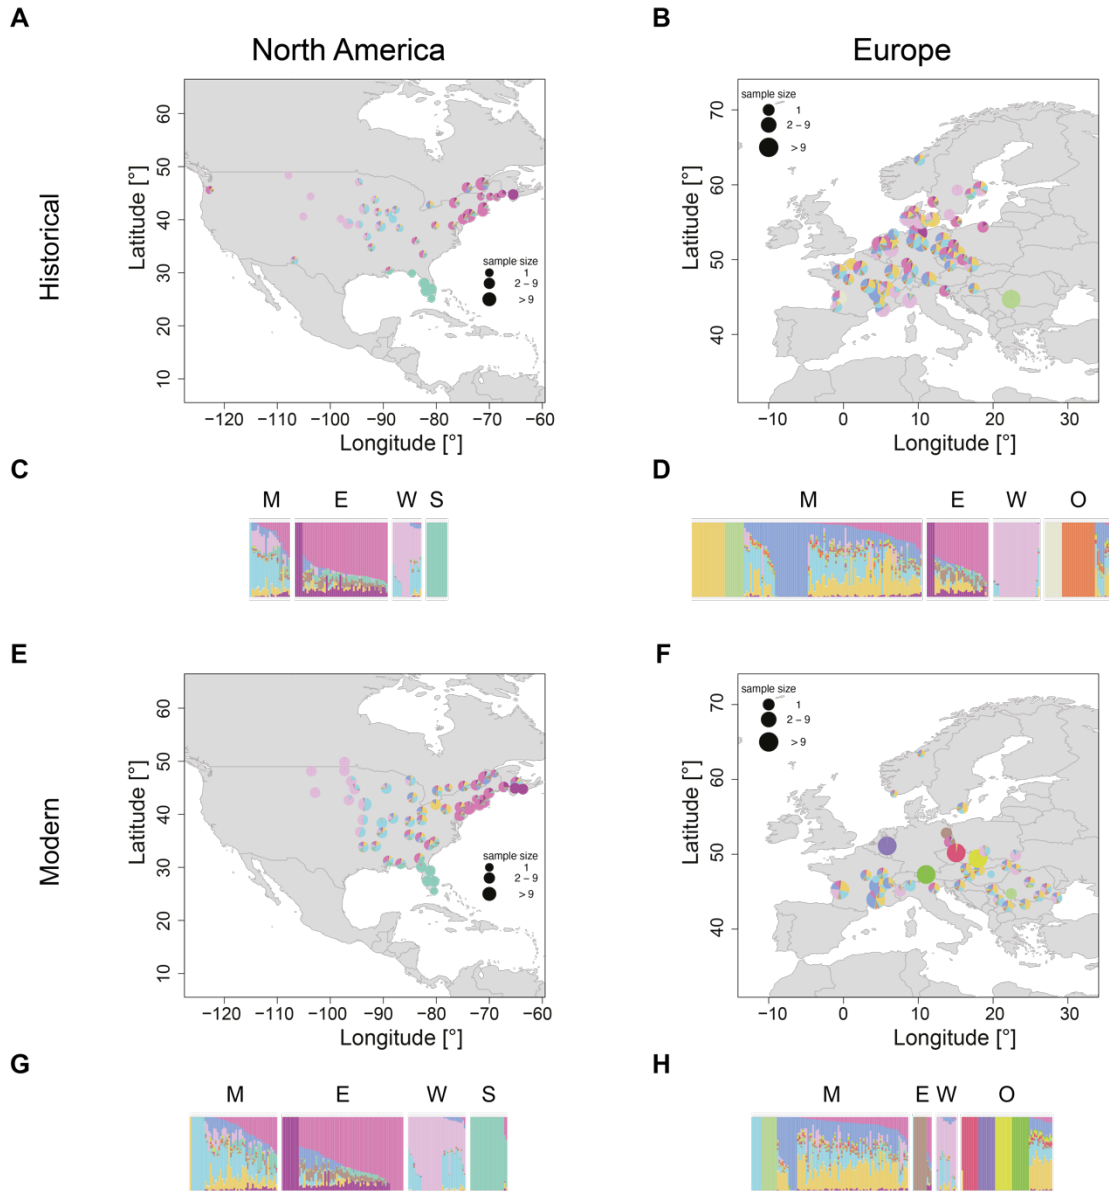 A
B
North America
Europe
Historical
Latitude [°]
60
50
40
30
20
10
sample size
1
2 – 9
> 9
−120
−110
−100
−90
−80
−70
−60
Longitude [°]
Latitude [°]
70
60
50
40
sample size
1
2 – 9
> 9
−10
0
10
20
30
Longitude [°]
C
D
M E W S
M E W O
E
F
Modern
Latitude [°]
60
50
40
30
20
10
sample size
1
2 – 9
> 9
−120
−110
−100
−90
−80
−70
−60
Longitude [°]
Latitude [°]
70
60
50
40
sample size
1
2 – 9
> 9
−10
0
10
20
30
Longitude [°]
G
H
M E W S
M E W O